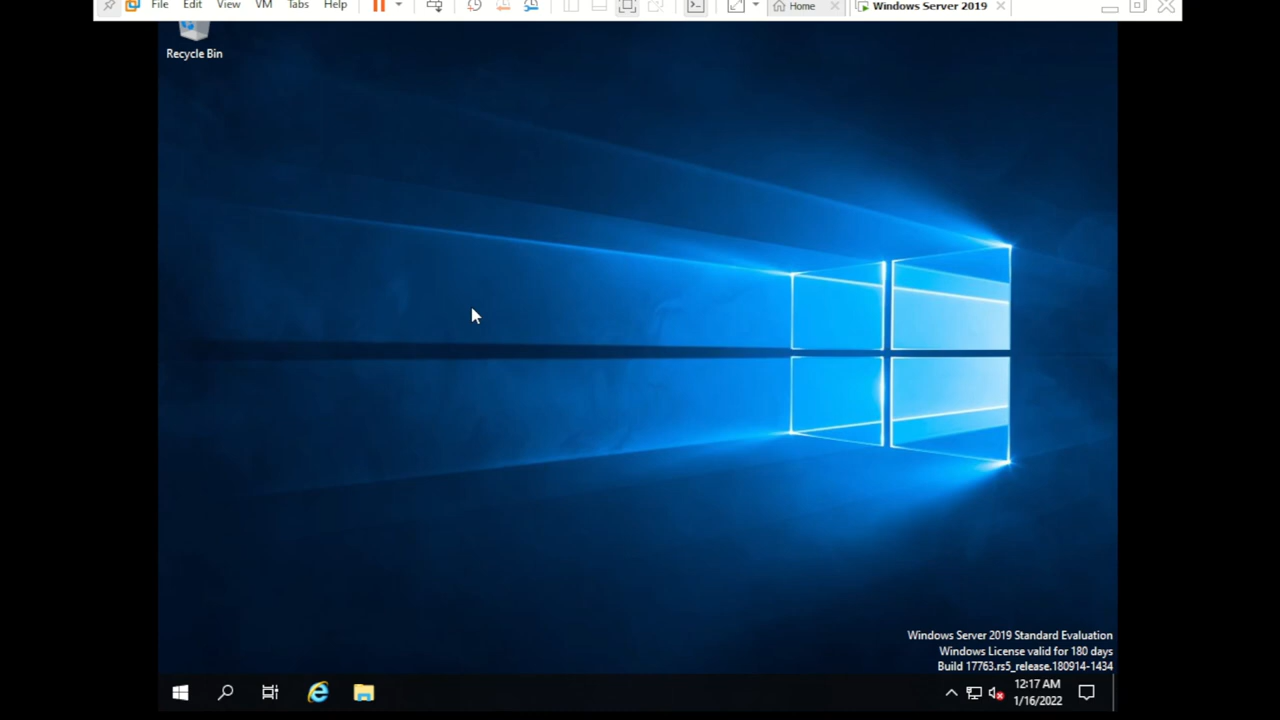 File Edit View VM Tabs Help Home Windows Server 2019
Recycle Bin
Windows Server 2019 Standard Evaluation
Windows License valid for 180 days
Build 17763.rs5_release.180914-1434
12:17 AM
1/16/2022